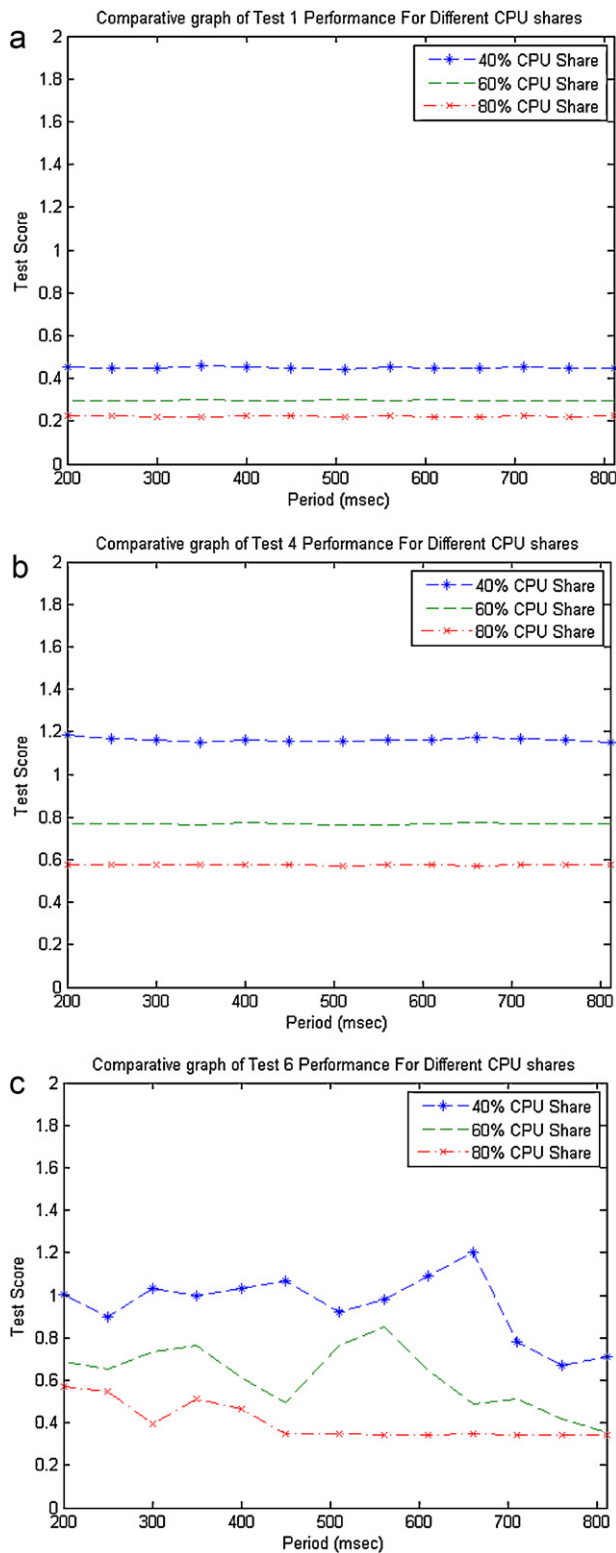 a
Comparative graph of Test 1 Performance For Different CPU shares
2
1.8
1.6
1.4
1.2
1
0.8
0.6
0.4
0.2
0
Test Score
40% CPU Share
60% CPU Share
80% CPU Share
200 300 400 500 600 700 800
Period (msec)
b
Comparative graph of Test 4 Performance For Different CPU shares
2
1.8
1.6
1.4
1.2
1
0.8
0.6
0.4
0.2
0
Test Score
40% CPU Share
60% CPU Share
80% CPU Share
200 300 400 500 600 700 800
Period (msec)
c
Comparative graph of Test 6 Performance For Different CPU shares
2
1.8
1.6
1.4
1.2
1
0.8
0.6
0.4
0.2
0
Test Score
40% CPU Share
60% CPU Share
80% CPU Share
200 300 400 500 600 700 800
Period (msec)